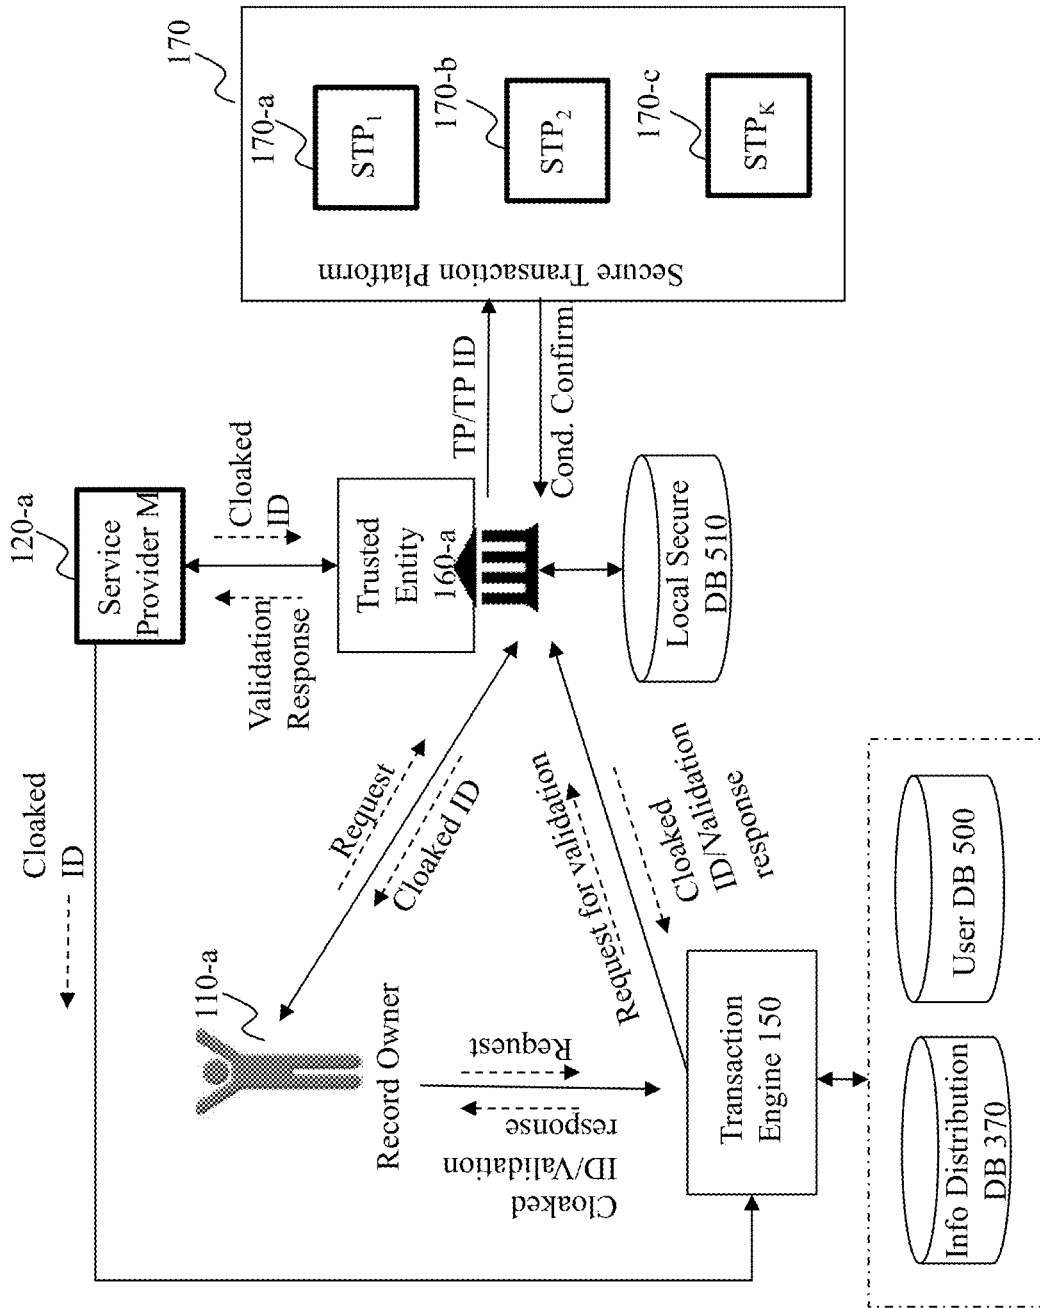 120-a
Service
Provider M
Cloaked
ID
Cloaked
ID
Validation
Response
170
170-a
STP1
170-b
STP2
170-c
STPK
Secure Transaction Platform
TP/TP ID
Cond. Confirm
Trusted
Entity
160-a
Local Secure
DB 510
Request
Cloaked ID
110-a
Record Owner
Request
Cloaked
ID/Validation
response
Request for validation
Cloaked
ID/Validation
response
Transaction
Engine 150
Info Distribution
DB 370
User DB 500